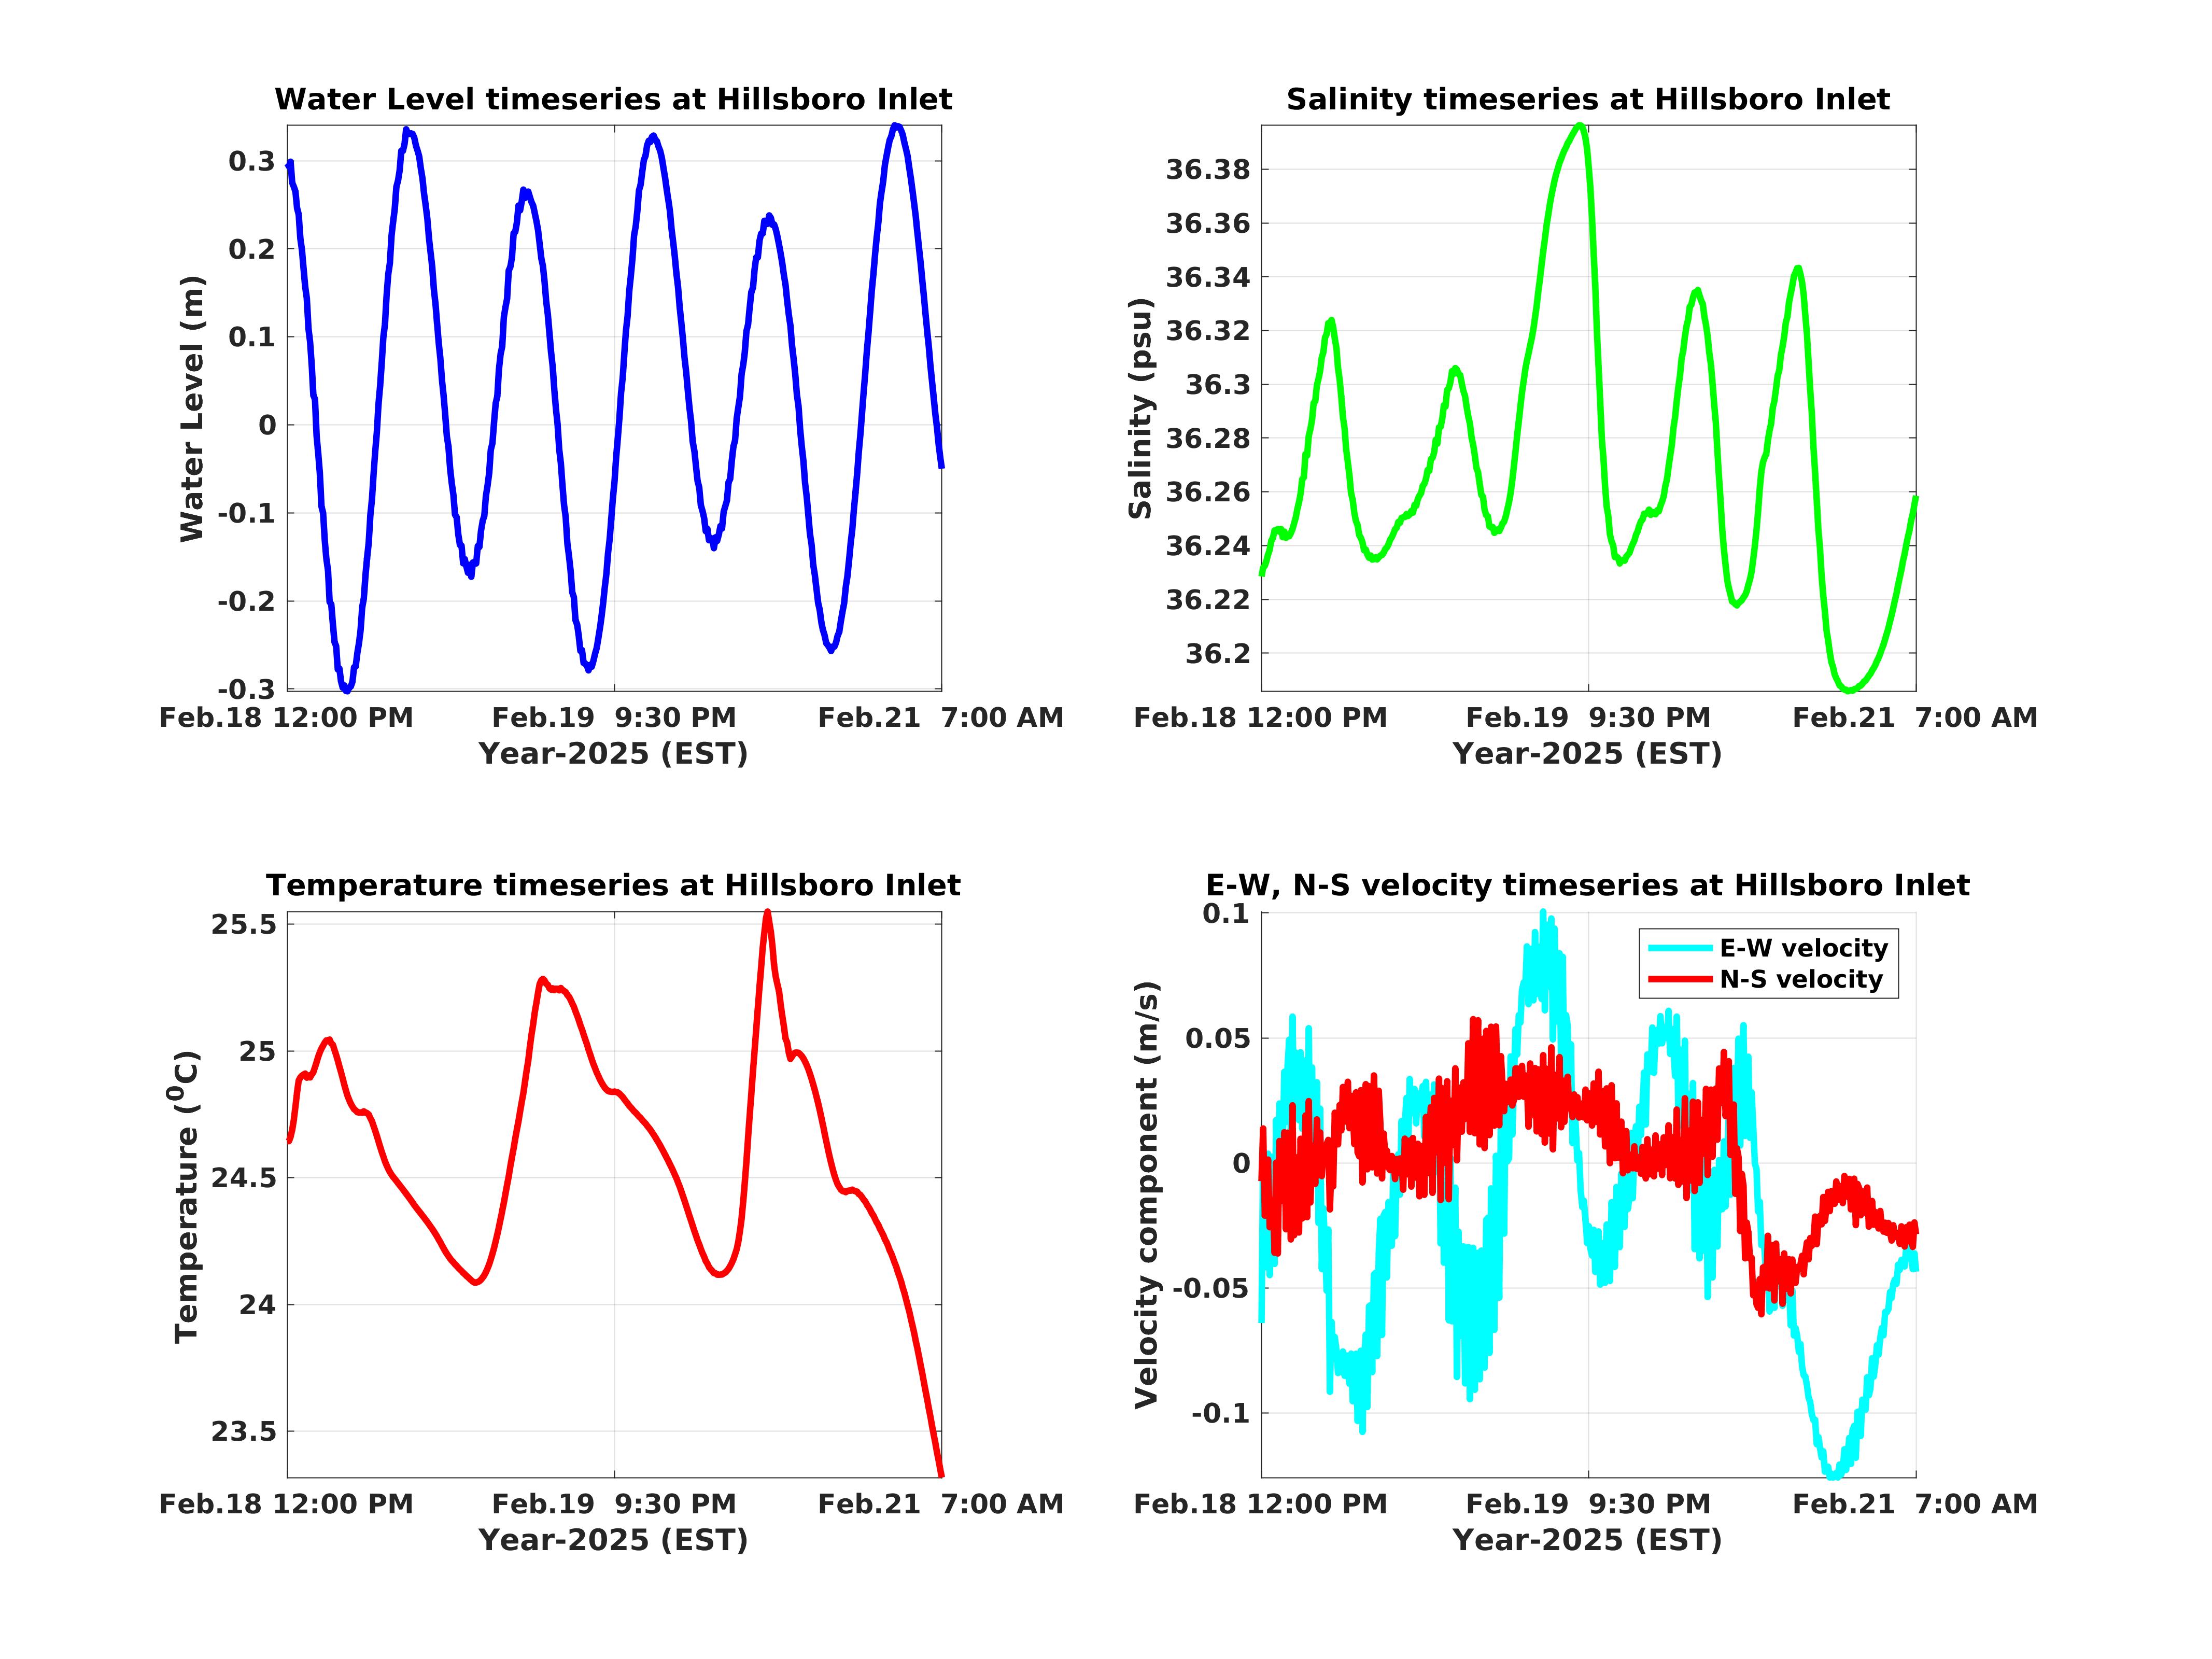 Water Level timeseries at Hillsboro Inlet
Water Level (m)
0.3
0.2
0.1
0
-0.1
-0.2
-0.3
Feb.18 12:00 PM
Feb.19 9:30 PM
Feb.21 7:00 AM
Year-2025 (EST)
Salinity timeseries at Hillsboro Inlet
Salinity (psu)
36.38
36.36
36.34
36.32
36.3
36.28
36.26
36.24
36.22
36.2
Feb.18 12:00 PM
Feb.19 9:30 PM
Feb.21 7:00 AM
Year-2025 (EST)
Temperature timeseries at Hillsboro Inlet
Temperature (⁰C)
25.5
25
24.5
24
23.5
Feb.18 12:00 PM
Feb.19 9:30 PM
Feb.21 7:00 AM
Year-2025 (EST)
E-W, N-S velocity timeseries at Hillsboro Inlet
Velocity component (m/s)
0.1
0.05
0
-0.05
-0.1
E-W velocity
N-S velocity
Feb.18 12:00 PM
Feb.19 9:30 PM
Feb.21 7:00 AM
Year-2025 (EST)